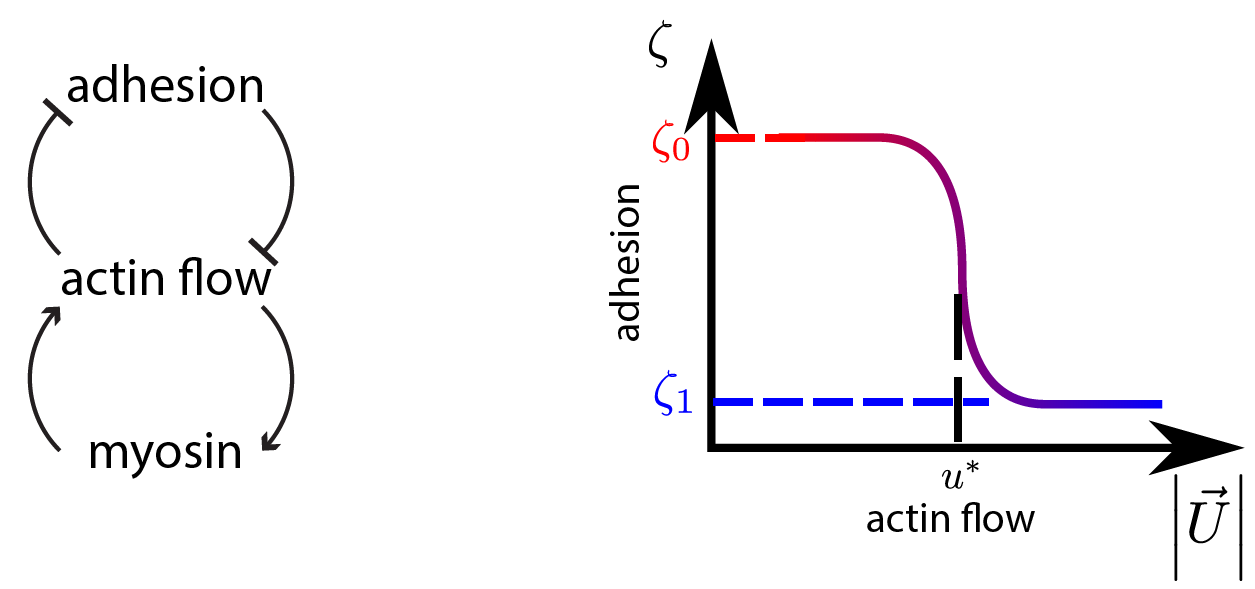 adhesion
actin flow
myosin
ζ
ζ0
adhesion
ζ1
u*
actin flow
|U⃗|